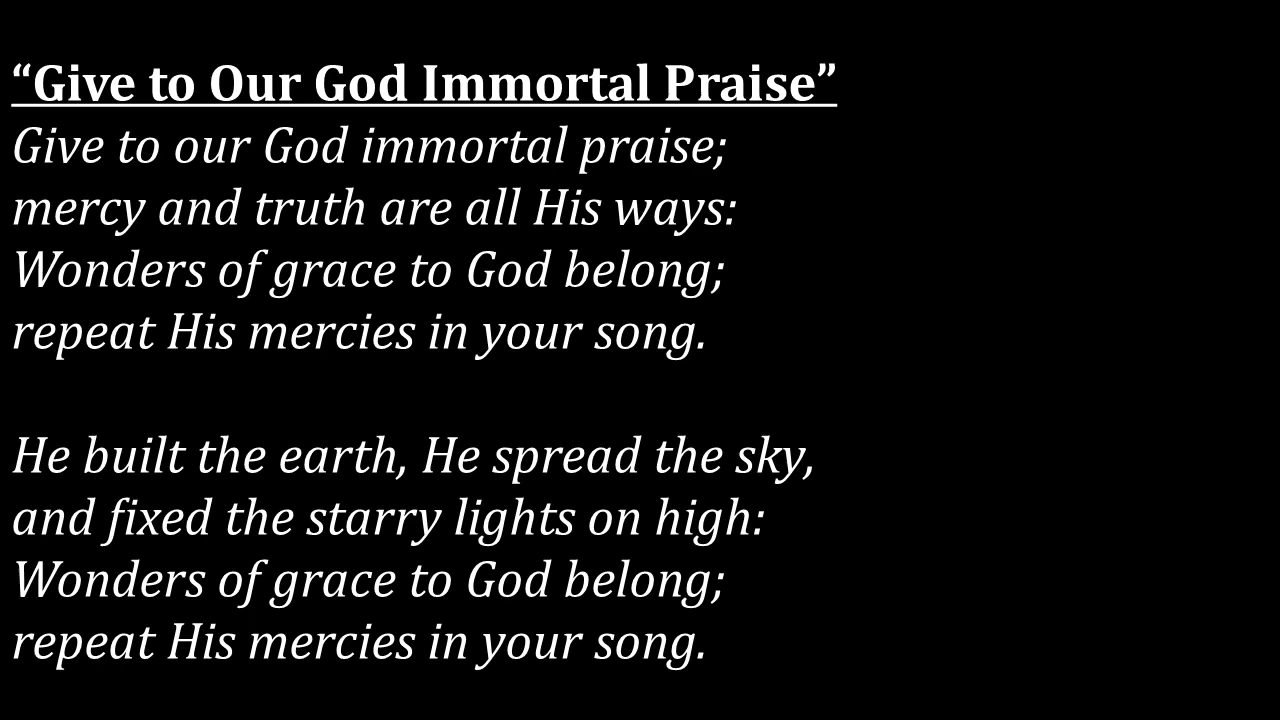 “Give to Our God Immortal Praise”
Give to our God immortal praise;
mercy and truth are all His ways:
Wonders of grace to God belong;
repeat His mercies in your song.

He built the earth, He spread the sky,
and fixed the starry lights on high:
Wonders of grace to God belong;
repeat His mercies in your song.